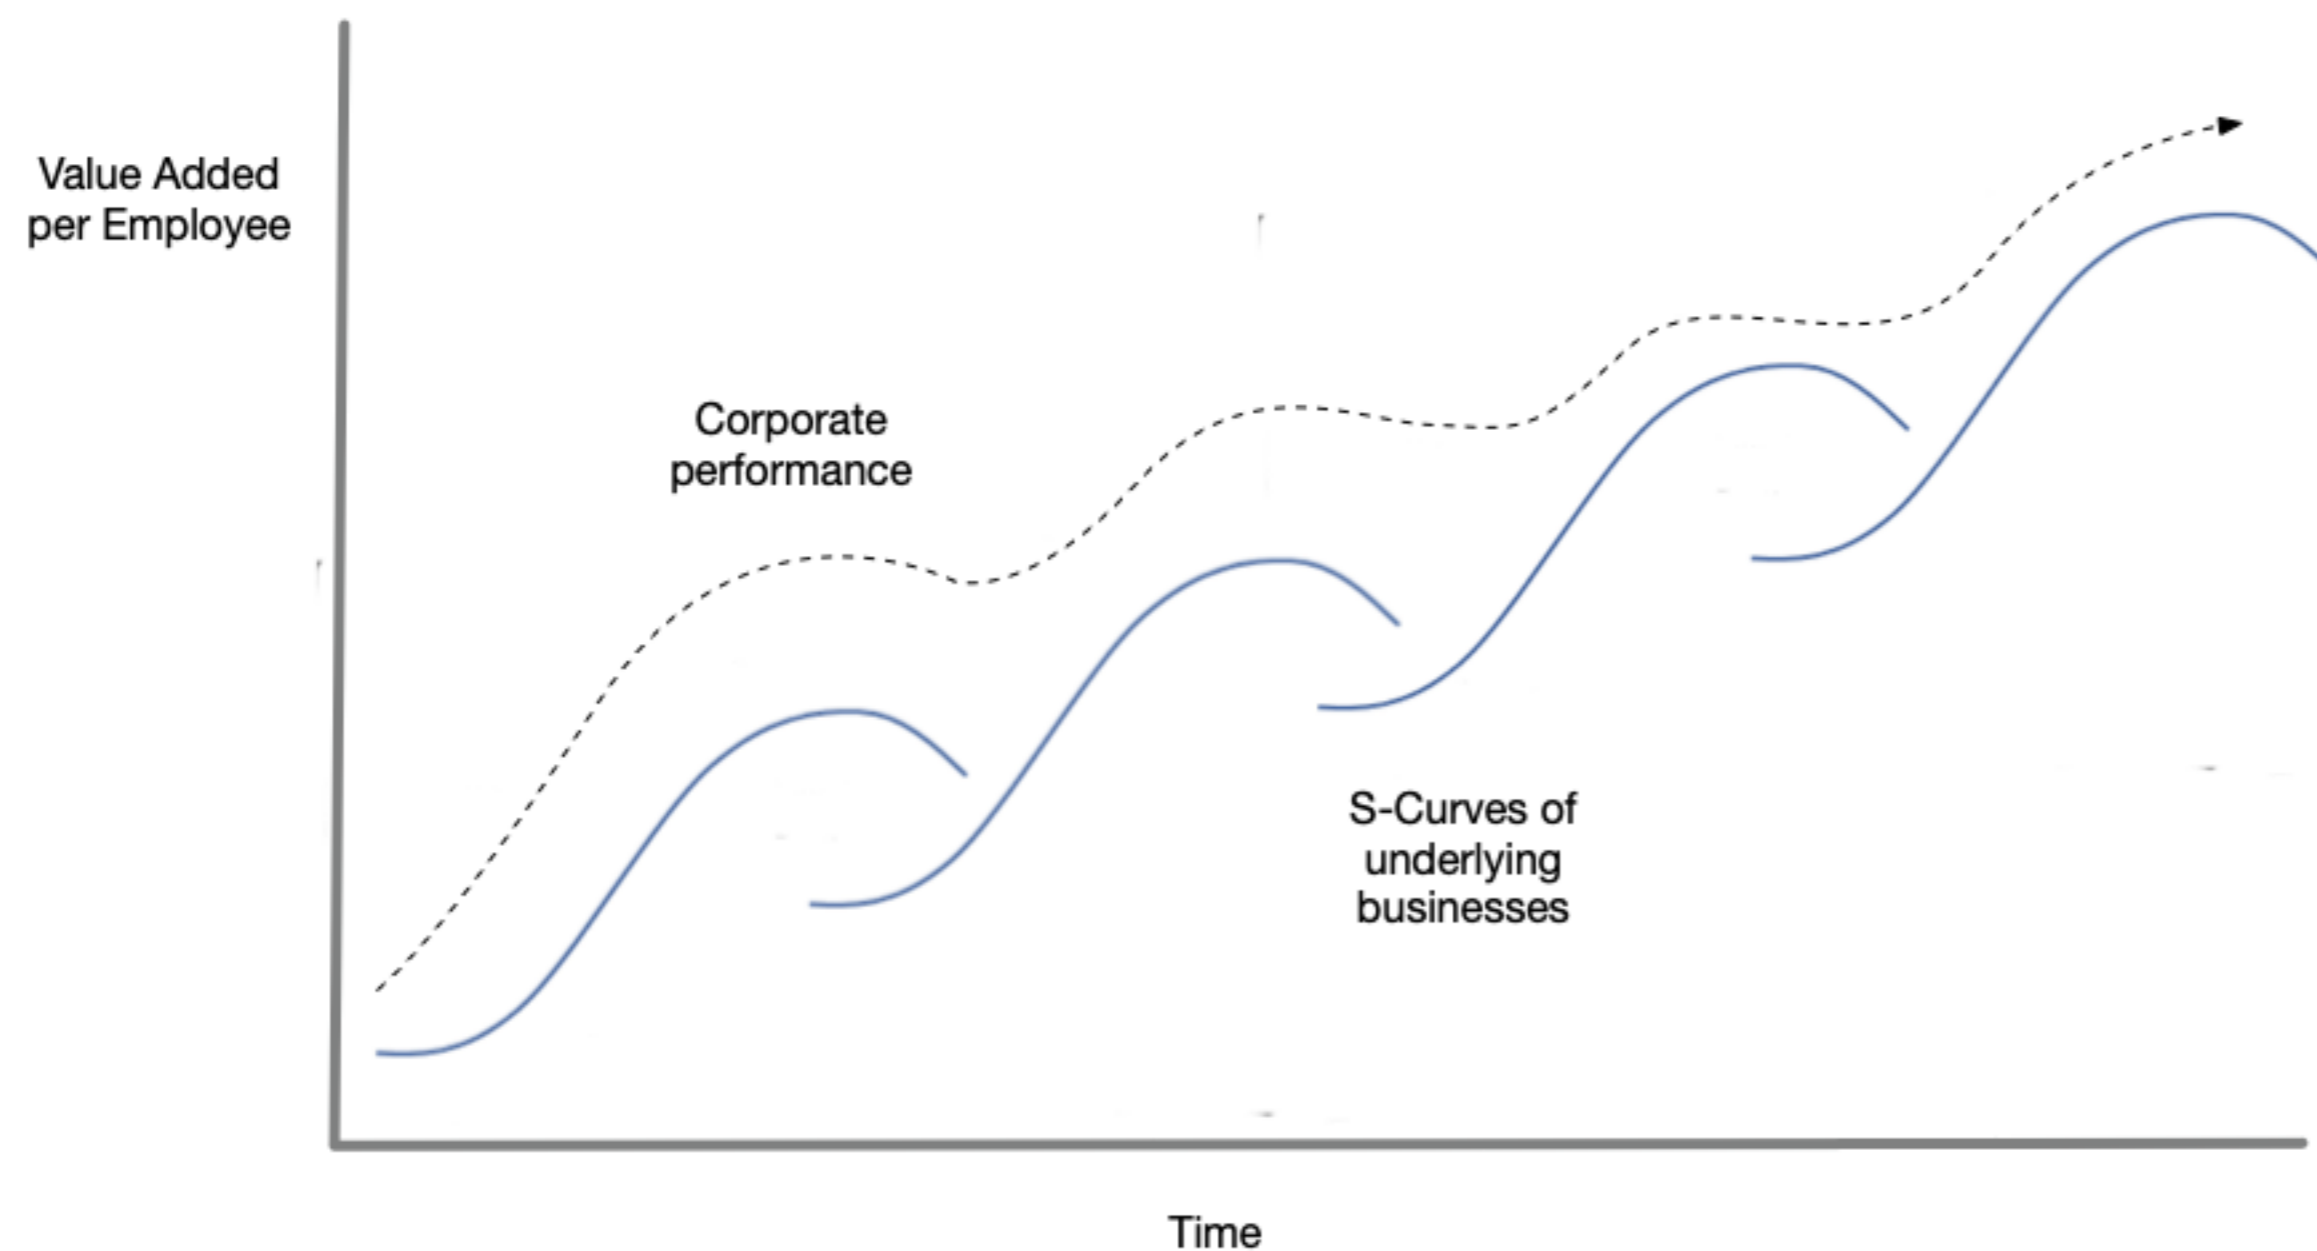 Value Added
per Employee
Corporate
performance
S-Curves of
underlying
businesses
Time